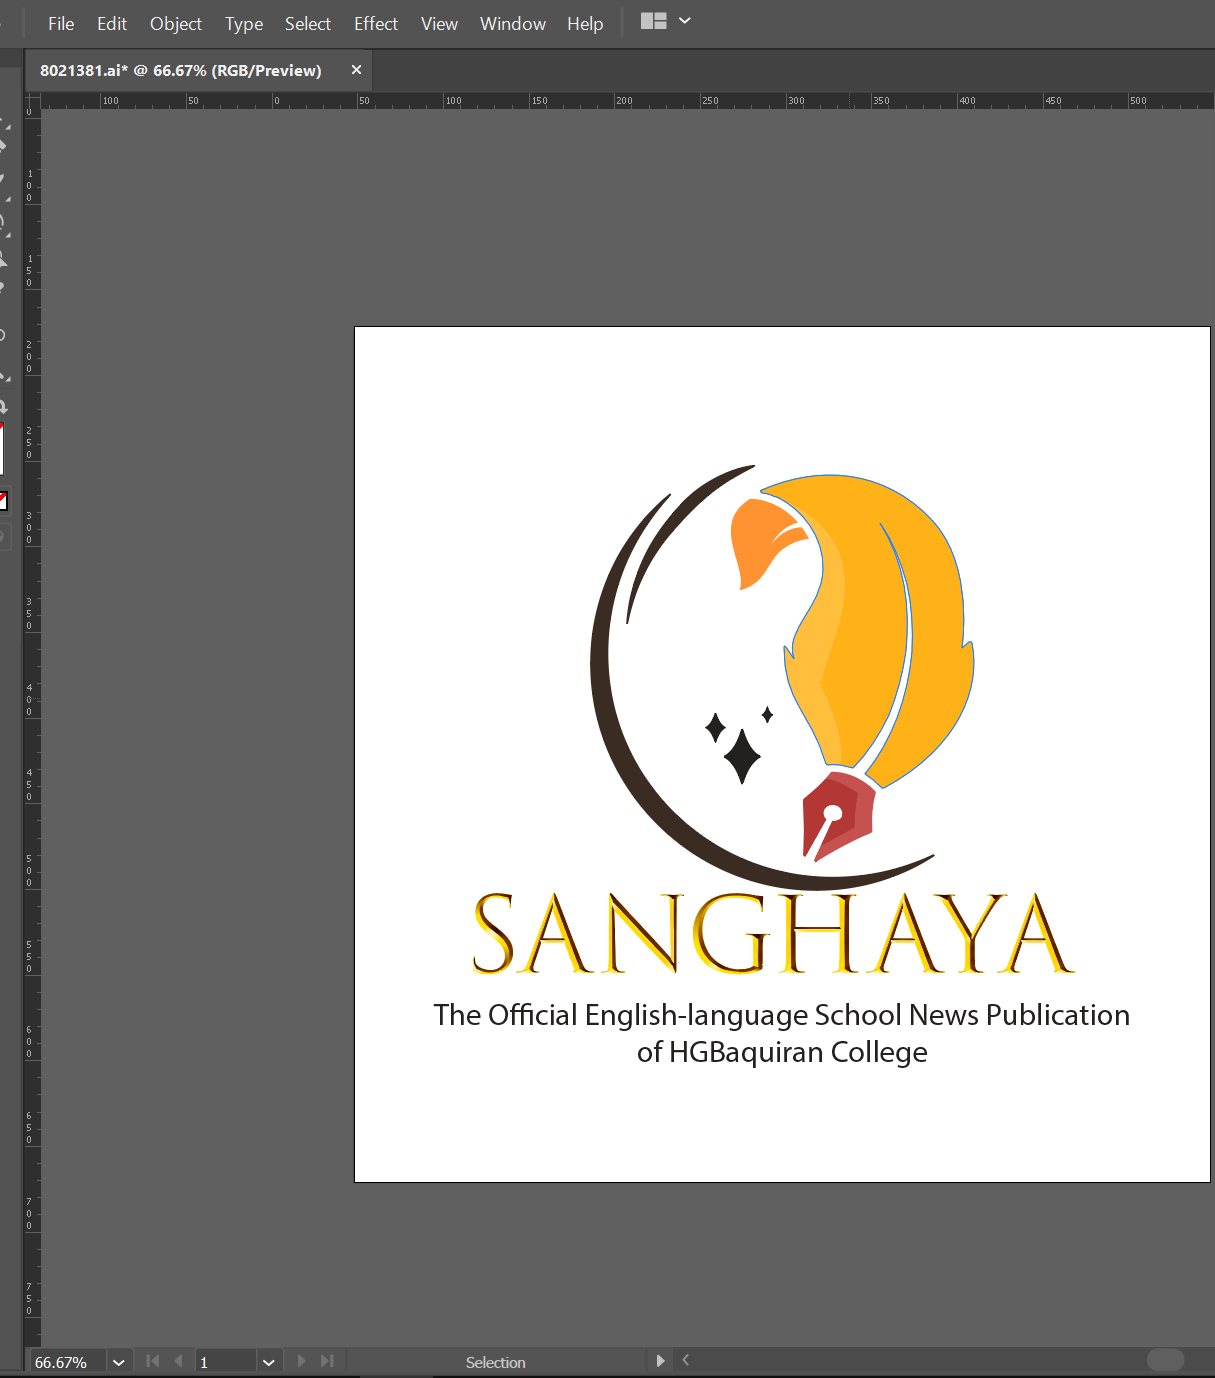 File Edit Object Type Select Effect View Window Help
8021381.ai* @ 66.67% (RGB/Preview) ×
100 50 0 50 100 150 200 250 300 350 400 450 500
0
100
150
200
250
300
350
400
450
500
550
600
650
700
750
SANGHAYA
The Official English-language School News Publication
of HGBaquiran College
66.67% 1 Selection